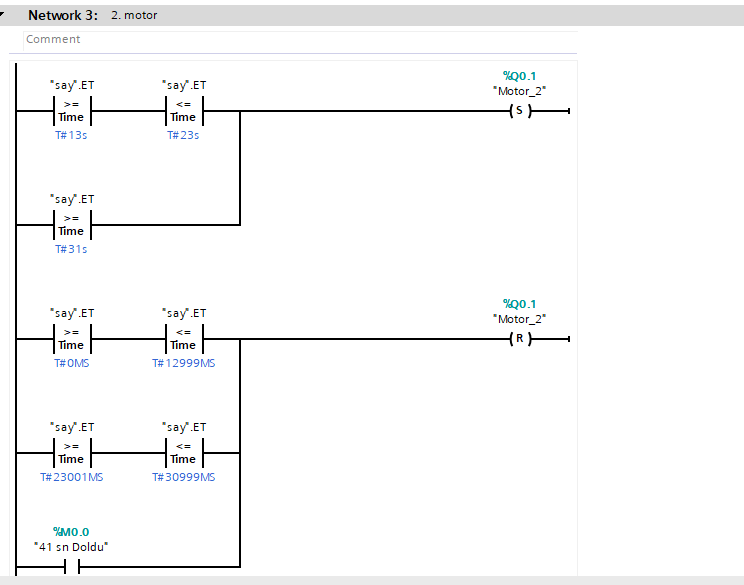 Network 3: 2. motor
Comment
"say".ET "say".ET %Q0.1
"Motor_2"
>= <= S
Time Time
T#13s T#23s
"say".ET
>=
Time
T#31s
"say".ET "say".ET %Q0.1
"Motor_2"
>= <= R
Time Time
T#0MS T#12999MS
"say".ET "say".ET
>= <=
Time Time
T#23001MS T#30999MS
%M0.0
"41 sn Doldu"